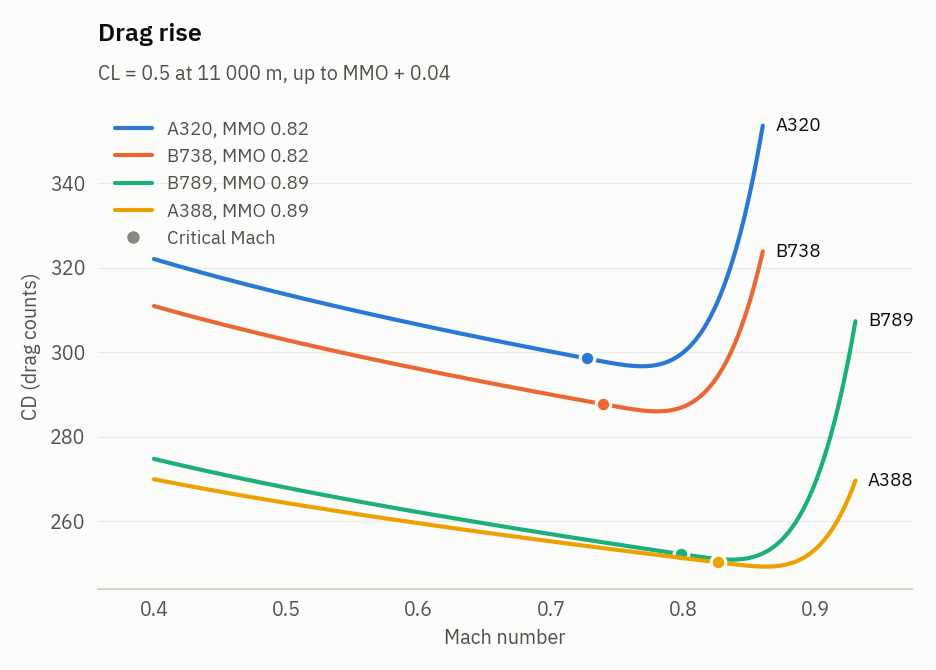 Drag rise
CL = 0.5 at 11 000 m, up to MMO + 0.04
A320, MMO 0.82
B738, MMO 0.82
B789, MMO 0.89
A388, MMO 0.89
Critical Mach
A320
B738
B789
A388
CD (drag counts)
340
320
300
280
260
0.4 0.5 0.6 0.7 0.8 0.9
Mach number